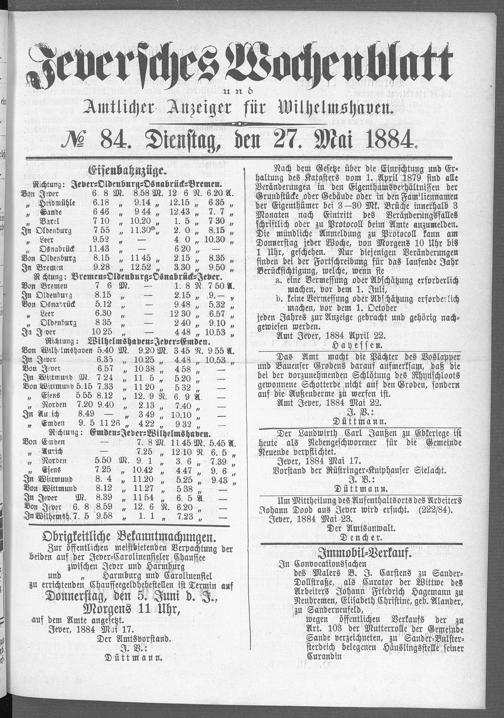 Jeversches Wochenblatt
und
Amtlicher Anzeiger für Wilhelmshaven.
№ 84. Dienstag, den 27. Mai 1884.
Eisenbahnzüge.
Richtung: Jever-Oldenburg-Osnabrück-Bremen.
Von Jever 6. 8 M. 8.58 M. 12 6 N. 6.20 A.
„ Heidmühle 6.18 „ 9.14 „ 12.15 „ 6.35
„ Sande 6.46 „ 9.44 „ 12.43 „ 7. 7 „
„ Varel 7.10 „ 10.20 „ 1. 5 „ 7.30 „
In Oldenburg 7.55 „ 11.30 „ 2. 0 „ 8.15
„ Leer 9.52 „ — 4. 0 „ 10.30
„ Osnabrück 11.43 — 6.20 „ —
Von Oldenburg 8.15 „ 11.45 „ 2.15 „ 8.35 „
In Bremen 9.28 „ 12.52 „ 3.30 „ 9.50 „
Richtung: Bremen-Oldenburg-Osnabrück-Jever.
Von Bremen 7 6 M. — 1. 8 N. 7.50 A.
In Oldenburg 8.15 „ — 2.15 „ 9.— „
Von Osnabrück 5.12 — 9.48 „ 5.32 „
„ Leer 6.30 „ — 12.30 „ 6.57
„ Oldenburg 8.35 — 2.40 „ 9.10
In Jever 10.25 „ — 4.48 „ 10.53
Richtung: Wilhelmshaven-Jever-Emden.
Von Wilhelmshaven 5.40 M. 9.20 M. 3.45 N. 9.55 A.
In Jever 6.35 „ 10.25 „ 4.48 „ 10.53
Von Jever 6.57 „ 10.38 „ 4.58 „ —
In Wittmund M. 7.24 „ 11 5 „ 5.20 „ —
Von Wittmund 5.15 7.33 „ 11.20 „ 5.32 „ —
„ Esens 5.55 8.12 „ 12. 9 N. 6. 9 A. —
„ Norden 7.20 9.40 „ 2.13 „ 7.40 „ —
In Aurich 8.49 — 3.49 „ — —
„ Emden 9. 5 11 26 „ 4.22 „ 9.32 „ —
Richtung: Emden-Jever-Wilhelmshaven.
Von Emden — 7. 8 M. 11.45 M. 5.45 A.
„ Aurich — 7.25 12.10 N. 6. 5 „
„ Norden 5.50 M. 9. 1 „ 3. 6 „ 7.39 „
„ Esens 7.25 „ 10.42 „ 4.47 „ 9. 6 „
In Wittmund 8. 4 „ 11.20 „ 5.25 „ 9.43 „
Von Wittmund 8.12 „ 11.27 „ 5.38 „ —
In Jever M. 8.39 „ 11.54 „ 6. 5 A. —
Von Jever 6. 8 8.59 12. 6 N. 6.20 „ —
In Wilhemsh. 7. 5 9.58 „ 1. 1 „ 7.23 „ —
Obrigkeitliche Bekanntmachungen.
Zur öffentlichen meistbietenden Verpachtung der
beiden auf der Jever-Carolinensieler Chaussee
zwischen Jever und Harmburg
und Harmburg und Carolinensiel
zu errichtenden Chausseegeldhebestellen ist Termin auf
Donnerstag, den 5. Juni d. J.,
Morgens 11 Uhr,
auf dem Amte angesetzt.
Jever, 1884 Mai 17.
Der Amtsvorstand.
J. V.:
Düttmann.
Nach dem Gesetze über die Einrichtung und Er-
haltung des Katasters vom 1. April 1879 sind alle
Veränderungen in den Eigenthumsverhältnissen der
Grundstücke oder Gebäude oder in den Familiennamen
der Eigenthümer bei 3—30 Mk. Brüche innerhalb 3
Monaten nach Eintritt des Veränderungsfalles
schriftlich oder zu Protocoll beim Amte anzumelden.
Die mündliche Anmeldung zu Protocoll kann am
Donnerstag jeder Woche, von Morgens 10 Uhr bis
1 Uhr, geschehen. Nur diejenigen Veränderungen
finden bei der Fortschreibung für das laufende Jahr
Berücksichtigung, welche, wenn sie
a. eine Vermessung oder Abschätzung erforderlich
machen, vor dem 1. Juli,
b. keine Vermessung oder Abschätzung erforderlich
machen, vor dem 1. October
jeden Jahres zur Anzeige gebracht und gehörig nach-
gewiesen werden.
Amt Jever, 1884 April 22.
Hayessen.
Das Amt macht die Pächter des Voslapper
und Bauenser Grodens darauf aufmerksam, daß die
bei der vorzunehmenden Schlötung des Rhynschloots
gewonnene Schotterde nicht auf den Groden, sondern
auf die Außenberme zu werfen ist.
Amt Jever, 1884 Mai 22.
J. V.:
Düttmann.
Der Landwirth Carl Janßen zu Ebkeriege ist
heute als Nebengeschworener für die Gemeinde
Neuende verpflichtet.
Jever, 1884 Mai 17.
Vorstand der Rüstringer-Kniphauser Sielacht.
J. V.:
Düttmann.
Um Mittheilung des Aufenthaltsorts des Arbeiters
Johann Dood aus Jever wird ersucht. (222/84).
Jever, 1884 Mai 23.
Der Amtsanwalt.
Dencher.
Immobil-Verkauf.
In Convocationssachen
des Malers B. J. Carstens zu Sander-
Dollstraße, als Curator der Witwe des
Arbeiters Johann Friedrich Hagemann zu
Neubremen, Elisabeth Christine, geb. Alander,
zu Sanderneufeld,
wegen öffentlichen Verkaufs der zu
Art. 103 der Mutterrolle der Gemeinde
Sande verzeichneten, zu Sander-Bulster-
sterdeich belegenen Häuslingsstelle seiner
Curandin